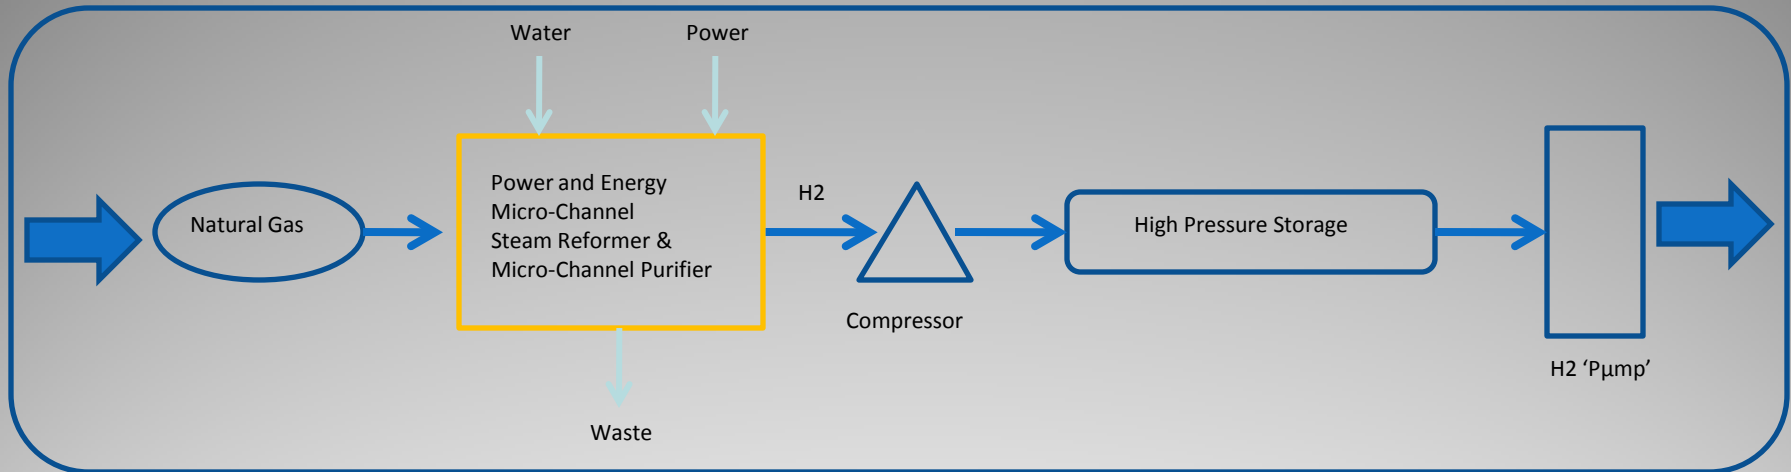 Water
Power
Natural Gas
Power and Energy
Micro-Channel
Steam Reformer &
Micro-Channel Purifier
H2
Compressor
High Pressure Storage
H2 ‘Pµmp’
Waste